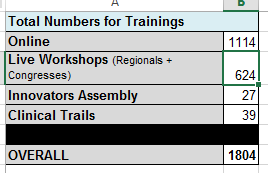 A B
Total Numbers for Trainings
Online 1114
Live Workshops (Regionals +
Congresses) 624
Innovators Assembly 27
Clinical Trails 39
OVERALL 1804